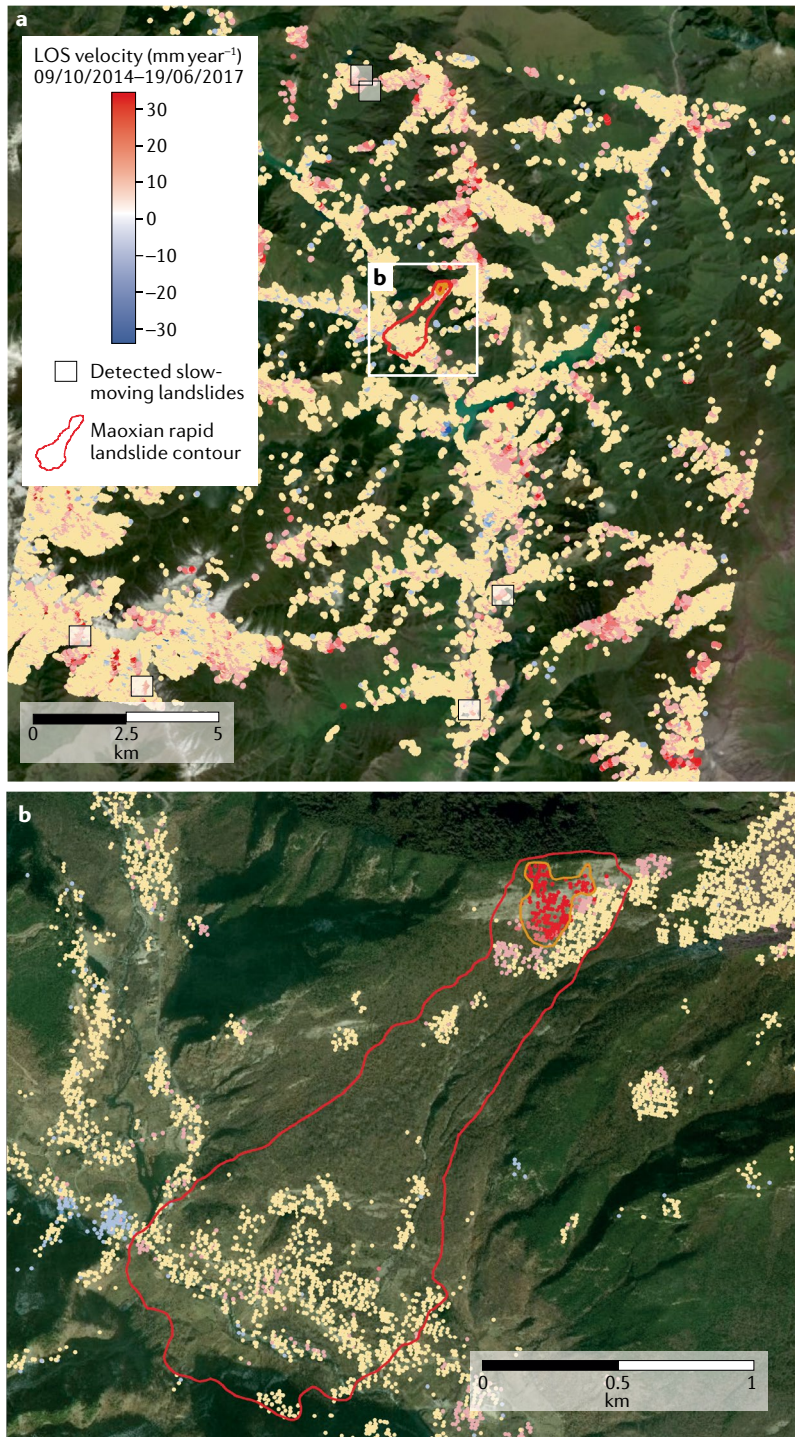 a
LOS velocity (mm year⁻¹)
09/10/2014–19/06/2017
30
20
10
0
–10
–20
–30
Detected slow-
moving landslides
Maoxian rapid
landslide contour
b
0
2.5
5
km
b
0
0.5
1
km